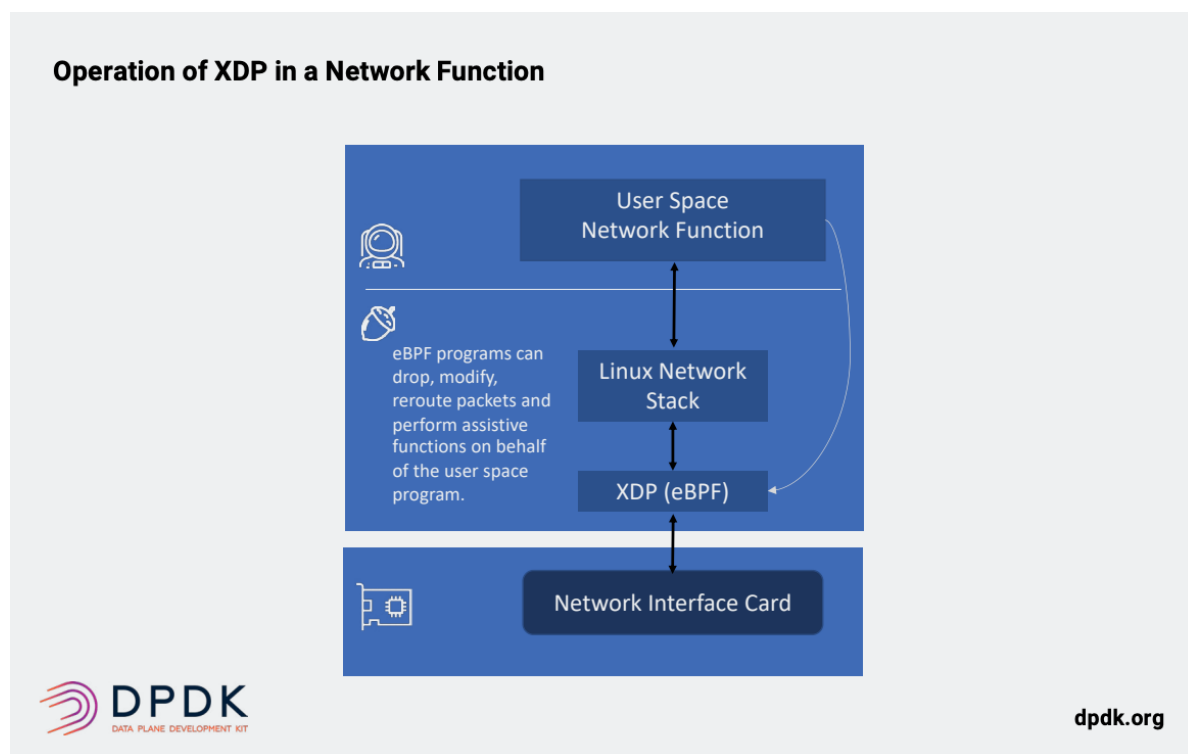 Operation of XDP in a Network Function
User Space
Network Function
eBPF programs can
drop, modify,
reroute packets and
perform assistive
functions on behalf
of the user space
program.
Linux Network
Stack
XDP (eBPF)
Network Interface Card
DPDK
DATA PLANE DEVELOPMENT KIT
dpdk.org